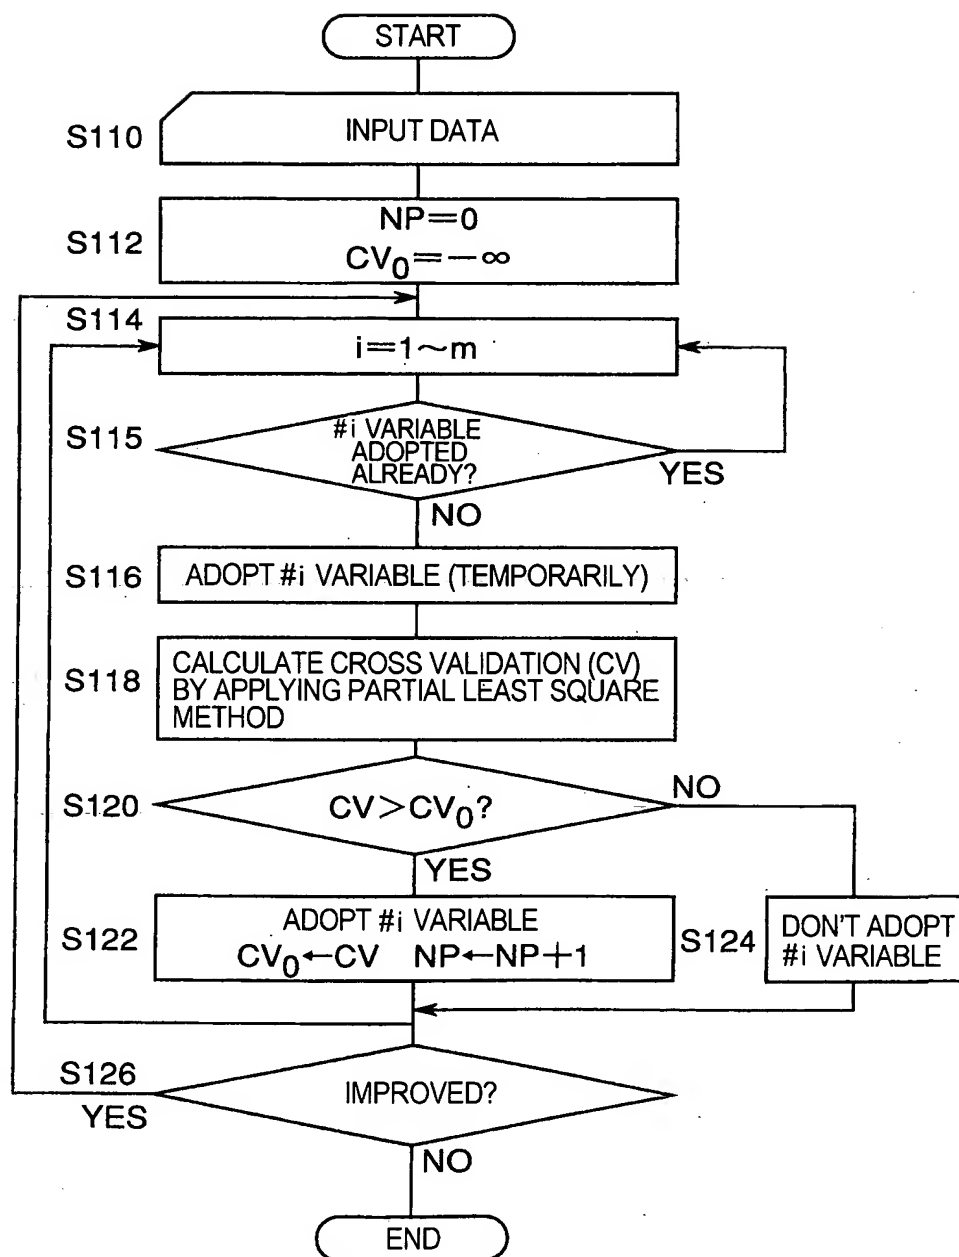 START
S110
INPUT DATA
S112
NP=0
CV₀=-∞
S114
i=1~m
S115
#i VARIABLE
ADOPTED
ALREADY?
YES
NO
S116
ADOPT #i VARIABLE (TEMPORARILY)
S118
CALCULATE CROSS VALIDATION (CV)
BY APPLYING PARTIAL LEAST SQUARE
METHOD
S120
CV>CV₀?
NO
YES
S122
ADOPT #i VARIABLE
CV₀←CV NP←NP+1
S124
DON'T ADOPT
#i VARIABLE
S126
IMPROVED?
YES
NO
END